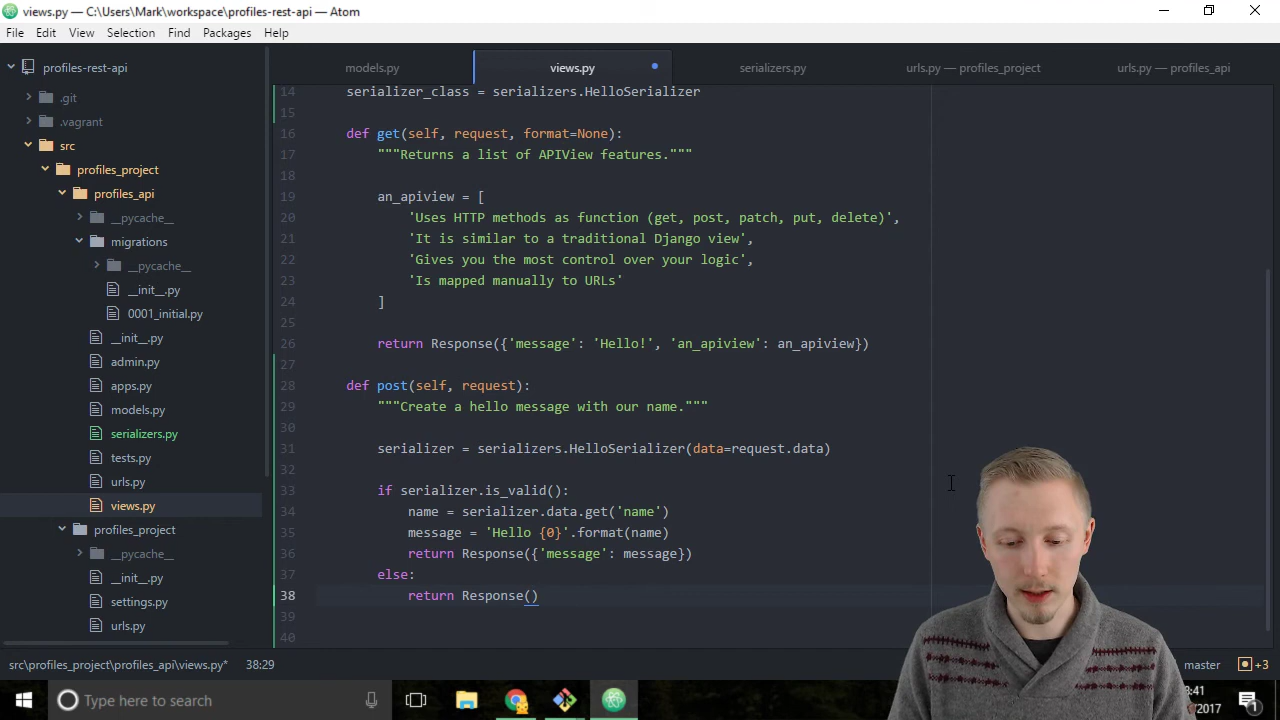 views.py — C:\Users\Mark\workspace\profiles-rest-api — Atom
File Edit View Selection Find Packages Help
profiles-rest-api
.git
.vagrant
src
profiles_project
profiles_api
__pycache__
migrations
__pycache__
__init__.py
0001_initial.py
__init__.py
admin.py
apps.py
models.py
serializers.py
tests.py
urls.py
views.py
profiles_project
__pycache__
__init__.py
settings.py
urls.py
models.py views.py serializers.py urls.py — profiles_project urls.py — profiles_api
14 serializer_class = serializers.HelloSerializer
15
16 def get(self, request, format=None):
17 """Returns a list of APIView features."""
18
19 an_apiview = [
20 'Uses HTTP methods as function (get, post, patch, put, delete)',
21 'It is similar to a traditional Django view',
22 'Gives you the most control over your logic',
23 'Is mapped manually to URLs'
24 ]
25
26 return Response({'message': 'Hello!', 'an_apiview': an_apiview})
27
28 def post(self, request):
29 """Create a hello message with our name."""
30
31 serializer = serializers.HelloSerializer(data=request.data)
32
33 if serializer.is_valid():
34 name = serializer.data.get('name')
35 message = 'Hello {0}'.format(name)
36 return Response({'message': message})
37 else:
38 return Response()
39
40
src\profiles_project\profiles_api\views.py* 38:29 master +3
Type here to search
:41
/2017
1